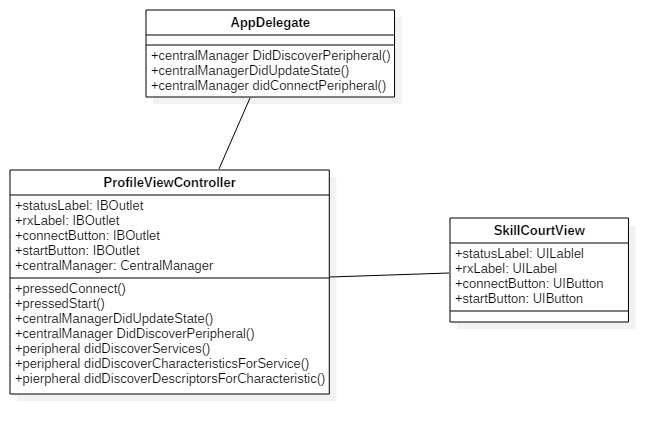 AppDelegate
+centralManager DidDiscoverPeripheral()
+centralManagerDidUpdateState()
+centralManager didConnectPeripheral()
ProfileViewController
+statusLabel: IBOutlet
+rxLabel: IBOutlet
+connectButton: IBOutlet
+startButton: IBOutlet
+centralManager: CentralManager
+pressedConnect()
+pressedStart()
+centralManagerDidUpdateState()
+centralManager DidDiscoverPeripheral()
+peripheral didDiscoverServices()
+peripheral didDiscoverCharacteristicsForService()
+pierpheral didDiscoverDescriptorsForCharacteristic()
SkillCourtView
+statusLabel: UILablel
+rxLabel: UILabel
+connectButton: UIButton
+startButton: UIButton